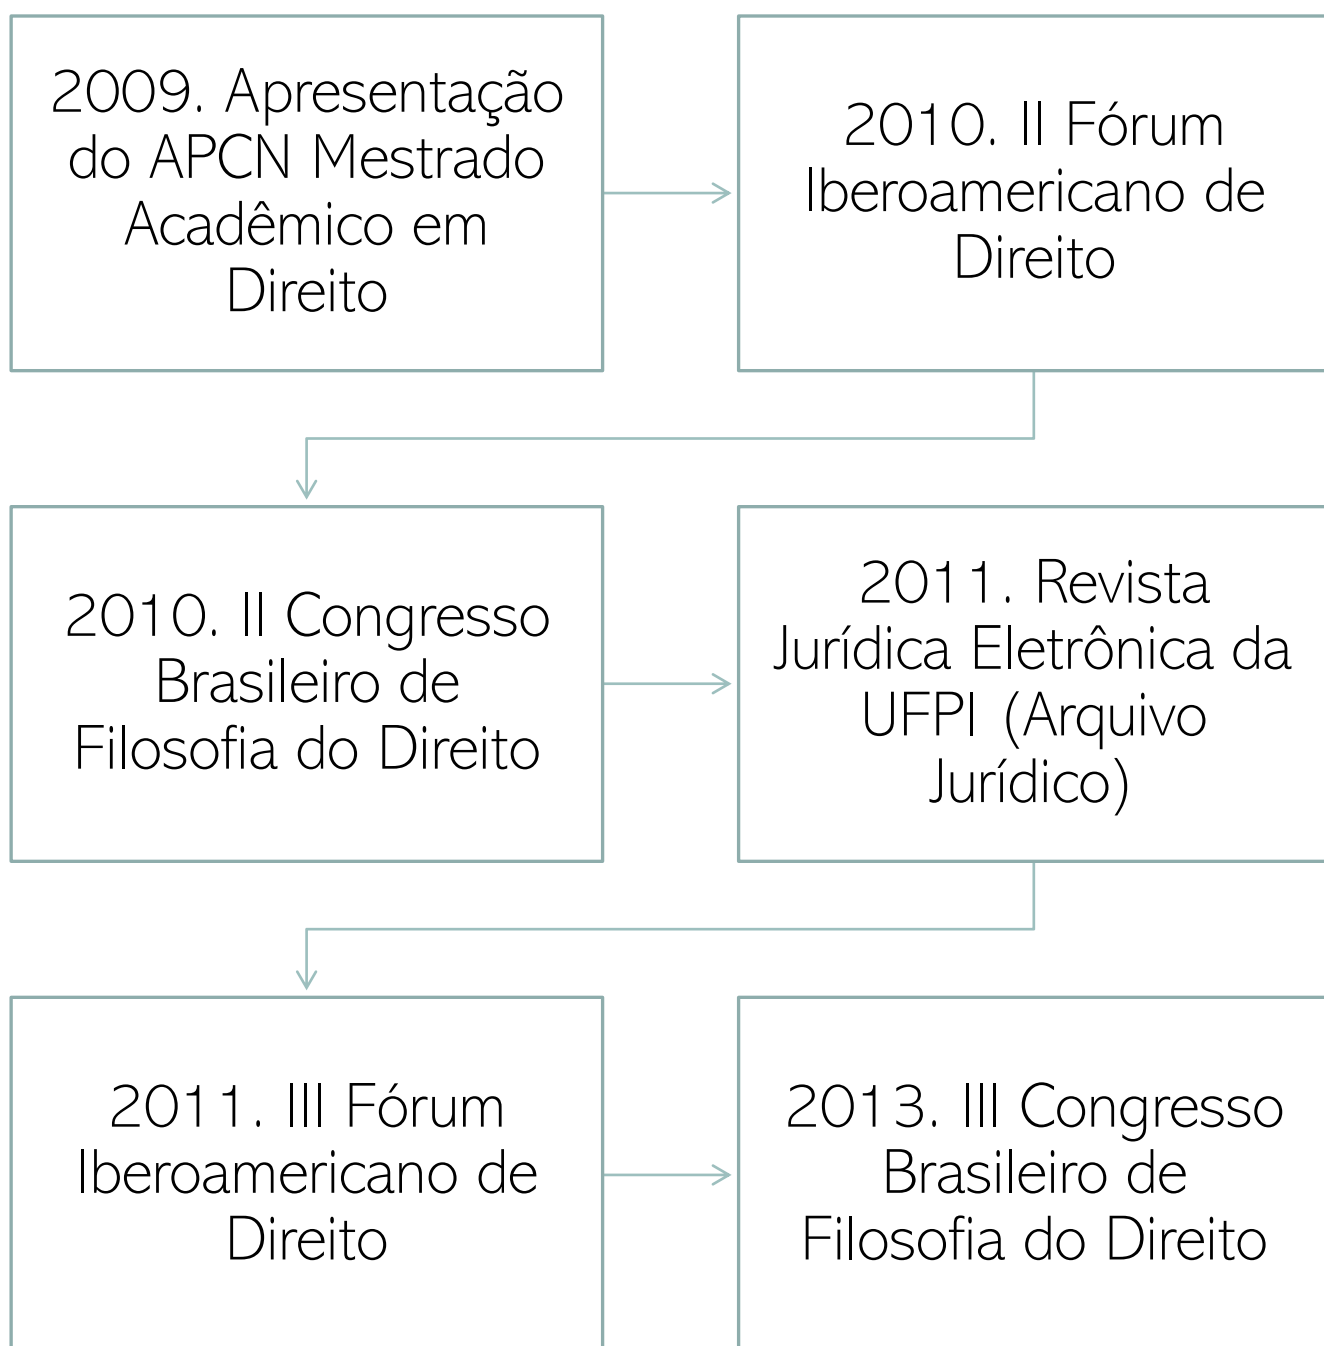 2009. Apresentação
do APCN Mestrado
Acadêmico em
Direito
2010. II Fórum
Iberoamericano de
Direito
2010. II Congresso
Brasileiro de
Filosofia do Direito
2011. Revista
Jurídica Eletrônica da
UFPI (Arquivo
Jurídico)
2011. III Fórum
Iberoamericano de
Direito
2013. III Congresso
Brasileiro de
Filosofia do Direito